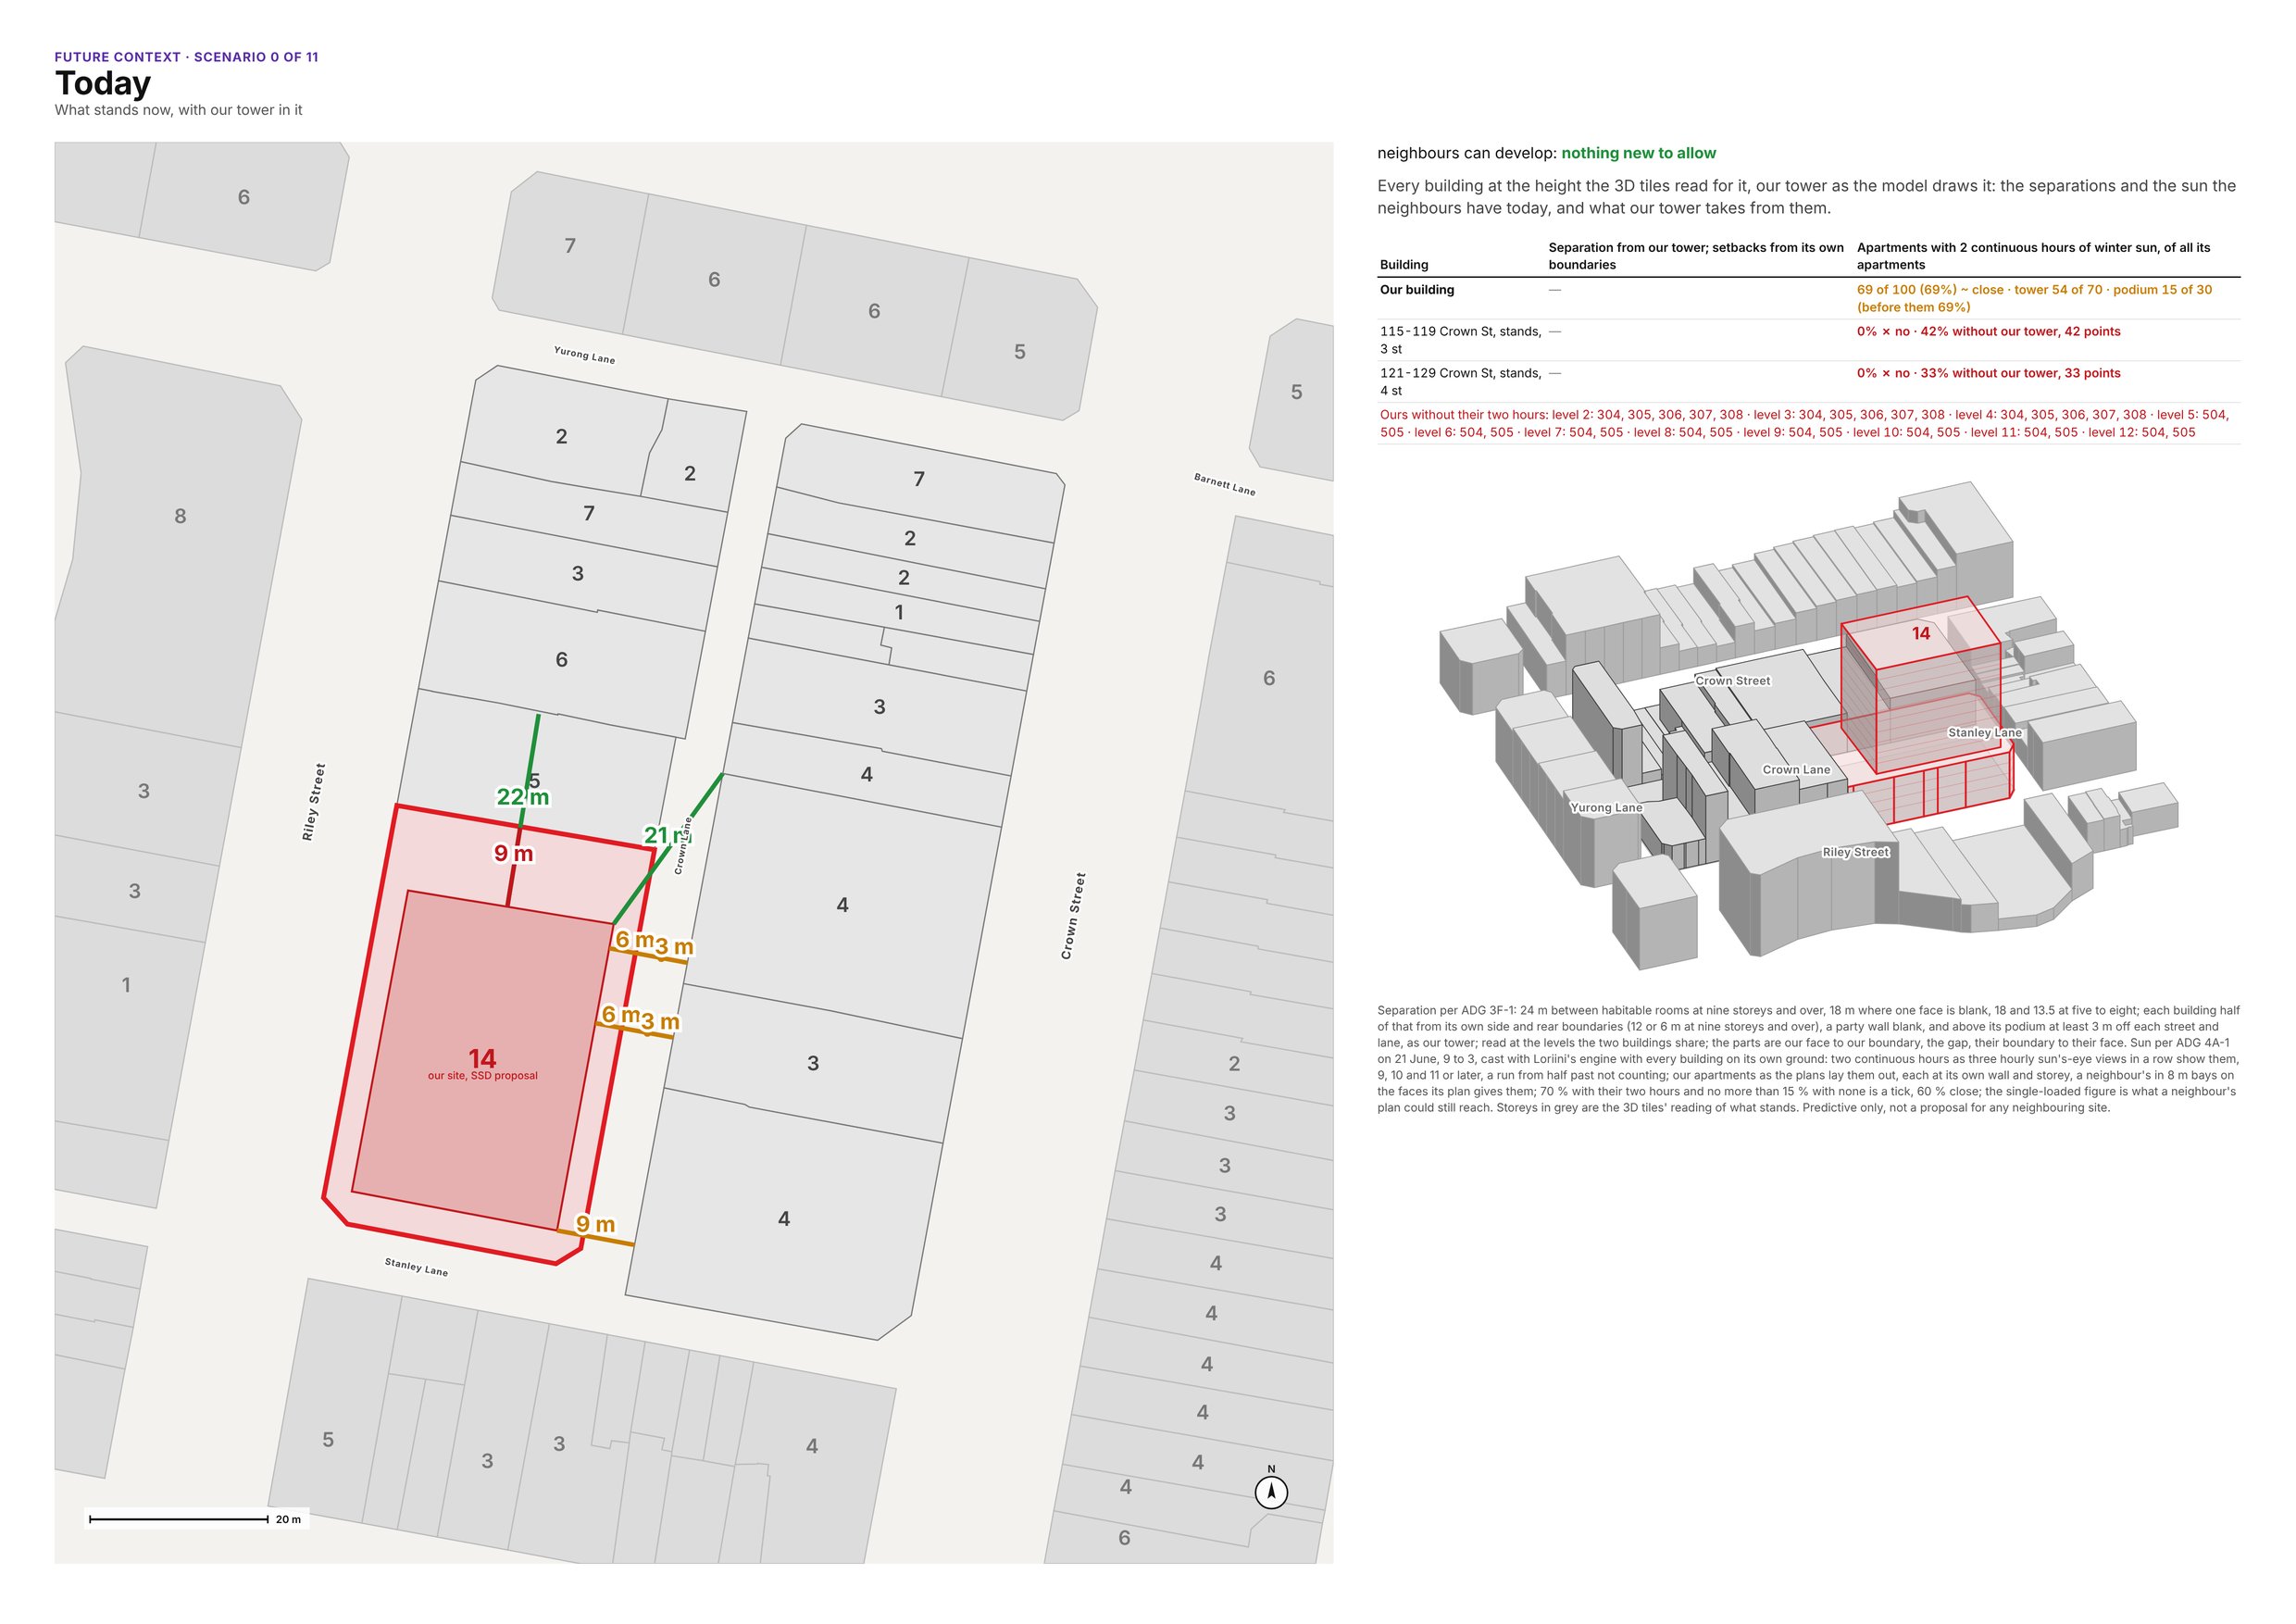 FUTURE CONTEXT · SCENARIO 0 OF 11
Today
What stands now, with our tower in it
6
7
6
6
5
5
Yurong Lane
2
2
7
3
6
5
7
2
2
1
3
4
4
3
4
Barnett Lane
8
3
3
1
Riley Street
22 m
9 m
21 m
Crown Lane
6 m
3 m
6 m
3 m
9 m
14
our site, SSD proposal
Crown Street
Stanley Lane
6
2
3
3
3
4
4
4
4
4
4
6
5
3
3
4
N
20 m
neighbours can develop: nothing new to allow
Every building at the height the 3D tiles read for it, our tower as the model draws it: the separations and the sun the
neighbours have today, and what our tower takes from them.
Building
Separation from our tower; setbacks from its own
boundaries
Apartments with 2 continuous hours of winter sun, of all its
apartments
Our building
—
69 of 100 (69%) ~ close · tower 54 of 70 · podium 15 of 30
(before them 69%)
115-119 Crown St, stands,
3 st
—
0% × no · 42% without our tower, 42 points
121-129 Crown St, stands,
4 st
—
0% × no · 33% without our tower, 33 points
Ours without their two hours: level 2: 304, 305, 306, 307, 308 · level 3: 304, 305, 306, 307, 308 · level 4: 304, 305, 306, 307, 308 · level 5: 504,
505 · level 6: 504, 505 · level 7: 504, 505 · level 8: 504, 505 · level 9: 504, 505 · level 10: 504, 505 · level 11: 504, 505 · level 12: 504, 505
14
Crown Street
Stanley Lane
Crown Lane
Yurong Lane
Riley Street
Separation per ADG 3F-1: 24 m between habitable rooms at nine storeys and over, 18 m where one face is blank, 18 and 13.5 at five to eight; each building half
of that from its own side and rear boundaries (12 or 6 m at nine storeys and over), a party wall blank, and above its podium at least 3 m off each street and
lane, as our tower; read at the levels the two buildings share; the parts are our face to our boundary, the gap, their boundary to their face. Sun per ADG 4A-1
on 21 June, 9 to 3, cast with Loriini's engine with every building on its own ground: two continuous hours as three hourly sun's-eye views in a row show them,
9, 10 and 11 or later, a run from half past not counting; our apartments as the plans lay them out, each at its own wall and storey, a neighbour's in 8 m bays on
the faces its plan gives them; 70 % with their two hours and no more than 15 % with none is a tick, 60 % close; the single-loaded figure is what a neighbour's
plan could still reach. Storeys in grey are the 3D tiles' reading of what stands. Predictive only, not a proposal for any neighbouring site.